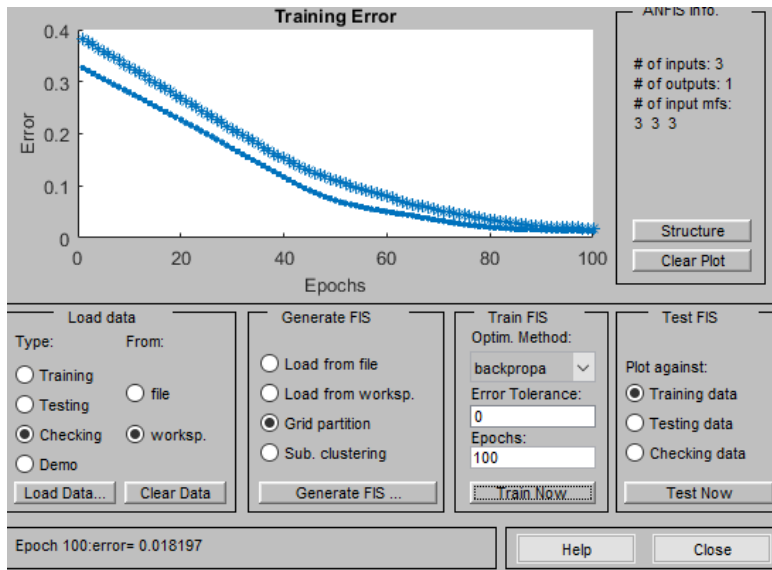 Training Error
0.4
0.3
0.2
0.1
0
Error
0
20
40
60
80
100
Epochs
ANFIS Info.
# of inputs: 3
# of outputs: 1
# of input mfs:
3 3 3
Structure
Clear Plot
Load data
Type:
From:
Training
Testing
Checking
Demo
file
worksp.
Load Data...
Clear Data
Generate FIS
Load from file
Load from worksp.
Grid partition
Sub. clustering
Generate FIS ...
Train FIS
Optim. Method:
backpropa
Error Tolerance:
0
Epochs:
100
Train Now
Test FIS
Plot against:
Training data
Testing data
Checking data
Test Now
Epoch 100:error= 0.018197
Help
Close